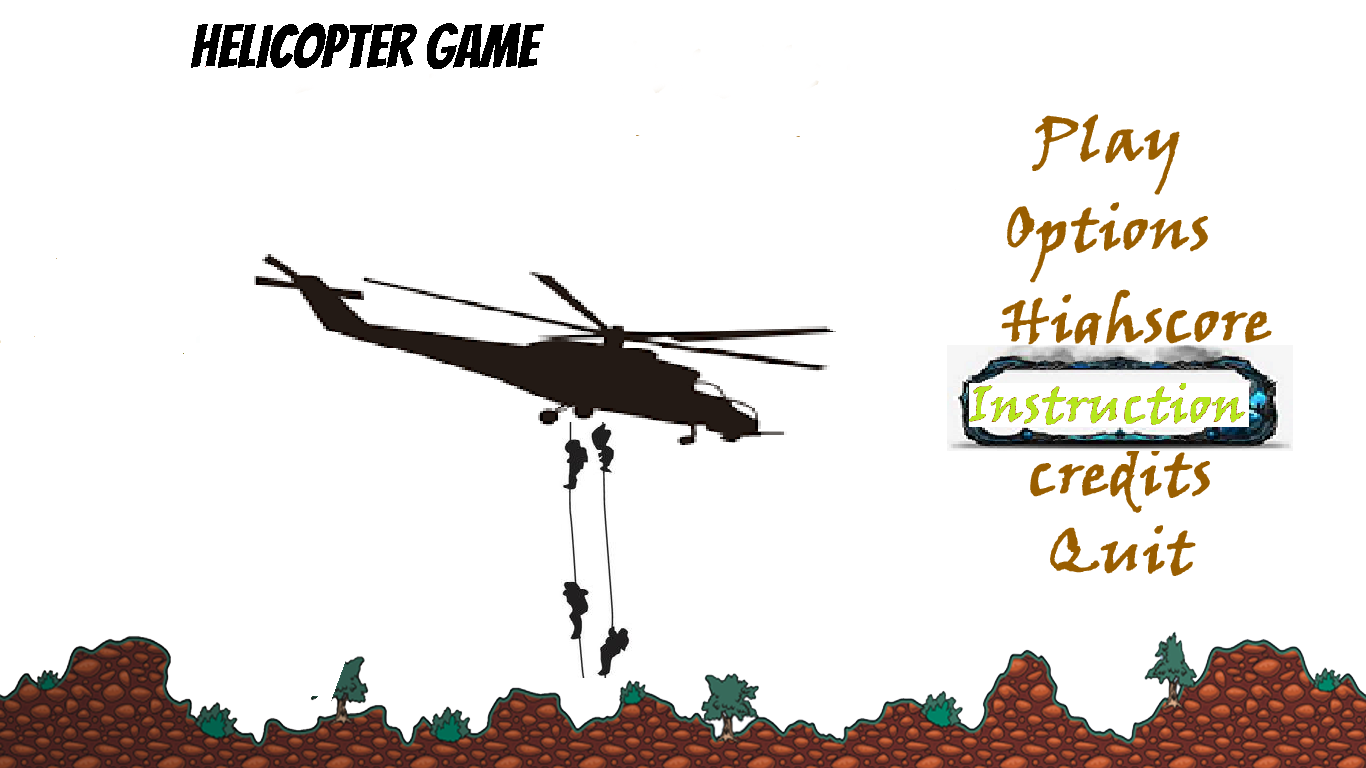 HELICOPTER GAME
Play
Options
Highscore
Instruction
credits
Quit